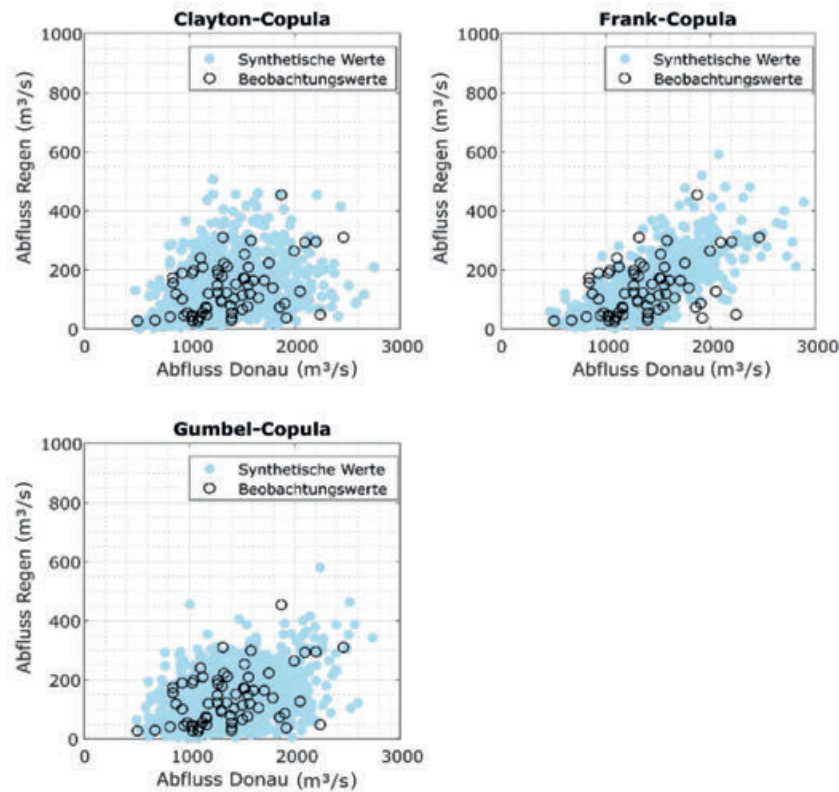 Clayton-Copula
1000
800
600
400
200
0
Abfluss Regen (m³/s)
Synthetische Werte
Beobachtungswerte
0 1000 2000 3000
Abfluss Donau (m³/s)
Frank-Copula
1000
800
600
400
200
0
Abfluss Regen (m³/s)
Synthetische Werte
Beobachtungswerte
0 1000 2000 3000
Abfluss Donau (m³/s)
Gumbel-Copula
1000
800
600
400
200
0
Abfluss Regen (m³/s)
Synthetische Werte
Beobachtungswerte
0 1000 2000 3000
Abfluss Donau (m³/s)